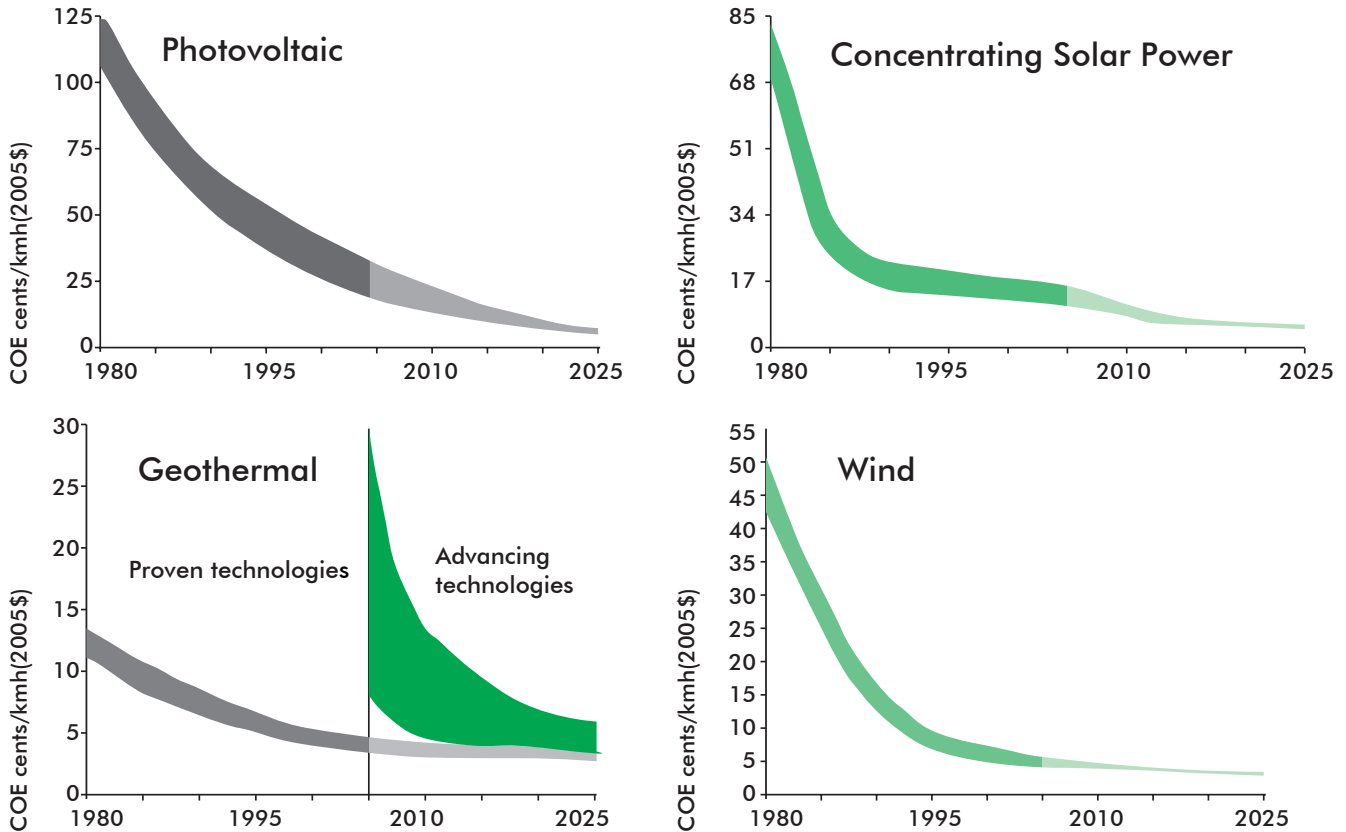 Photovoltaic
COE cents/kmh(2005$)
125
100
75
50
25
0
1980 1995 2010 2025
Concentrating Solar Power
COE cents/kmh(2005$)
85
68
51
34
17
0
1980 1995 2010 2025
Geothermal
Proven technologies
Advancing
technologies
COE cents/kmh(2005$)
30
25
20
15
10
5
0
1980 1995 2010 2025
Wind
COE cents/kmh(2005$)
55
50
45
40
35
30
25
50
15
10
5
0
1980 1995 2010 2025